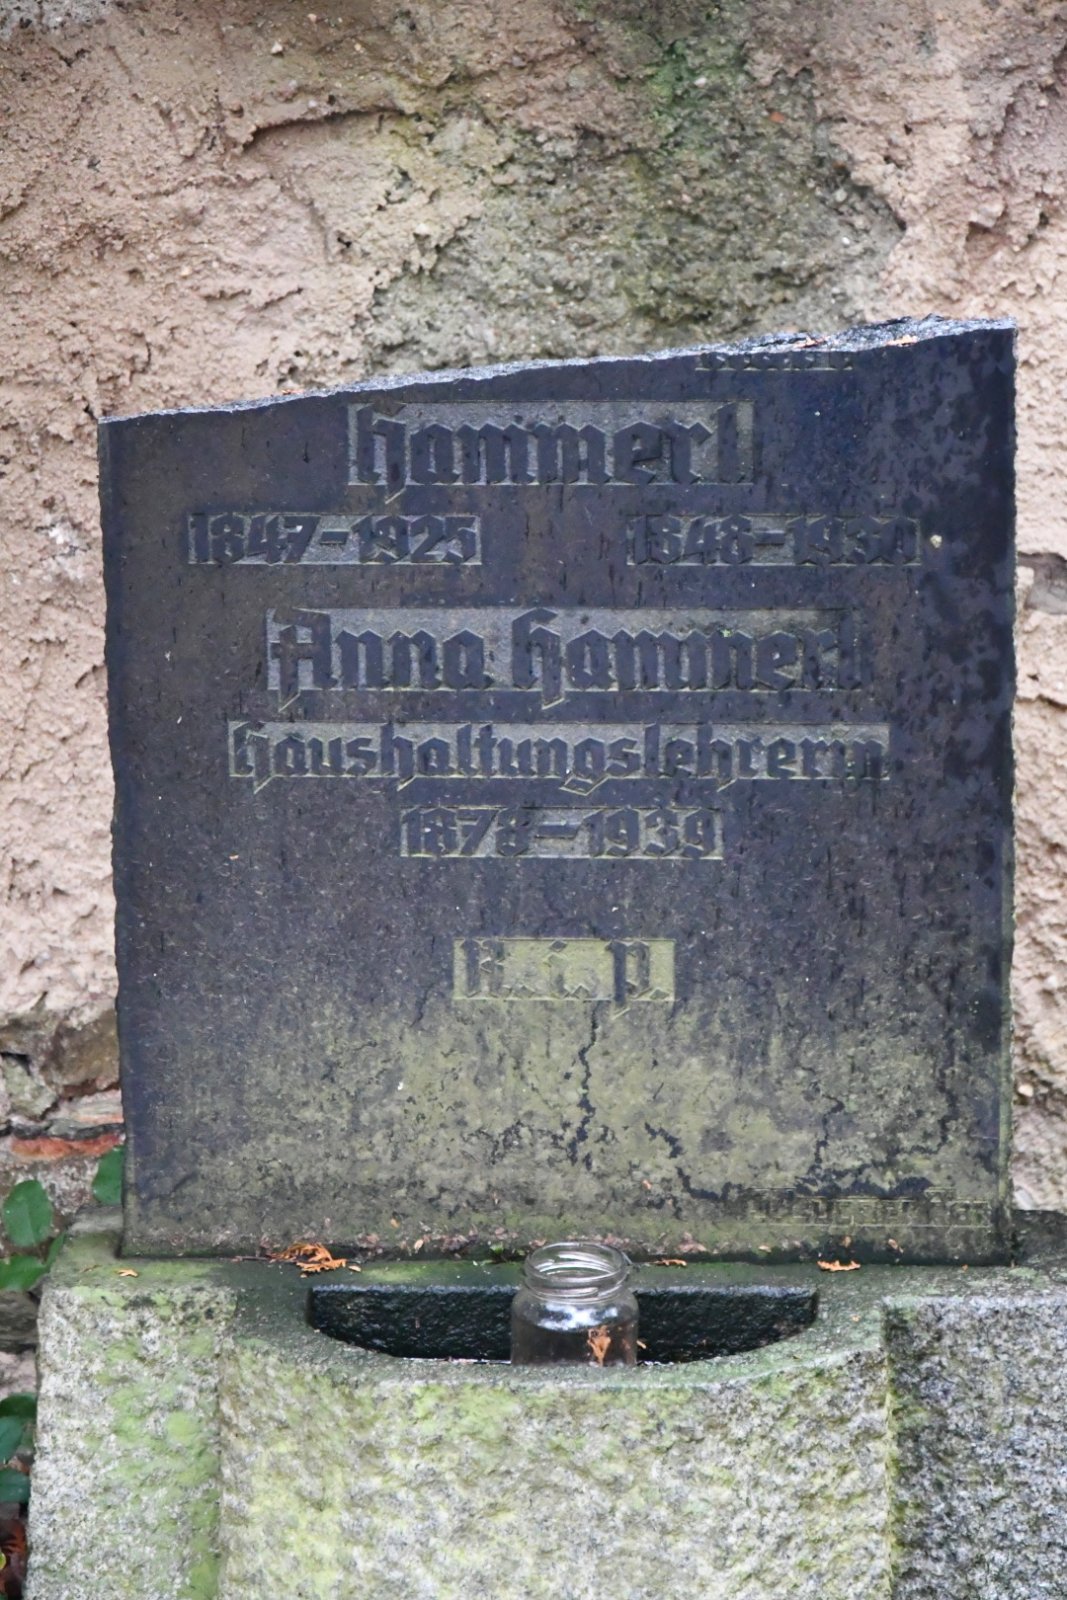 Hammerl
1847-1925 1848-1930
Anna Hammerl
Haushaltungslehrerin
1878-1939
R.i.P.